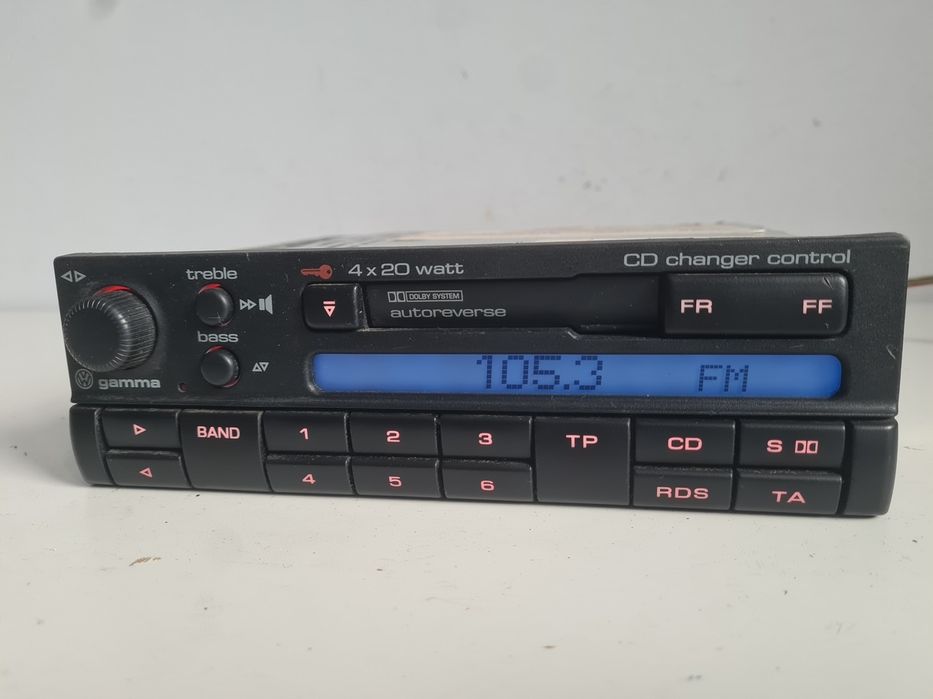 treble
bass
gamma
4 x 20 watt
CD changer control
DOLBY SYSTEM
autoreverse
FR
FF
105.3 FM
BAND
1
2
3
TP
CD
S
4
5
6
RDS
TA